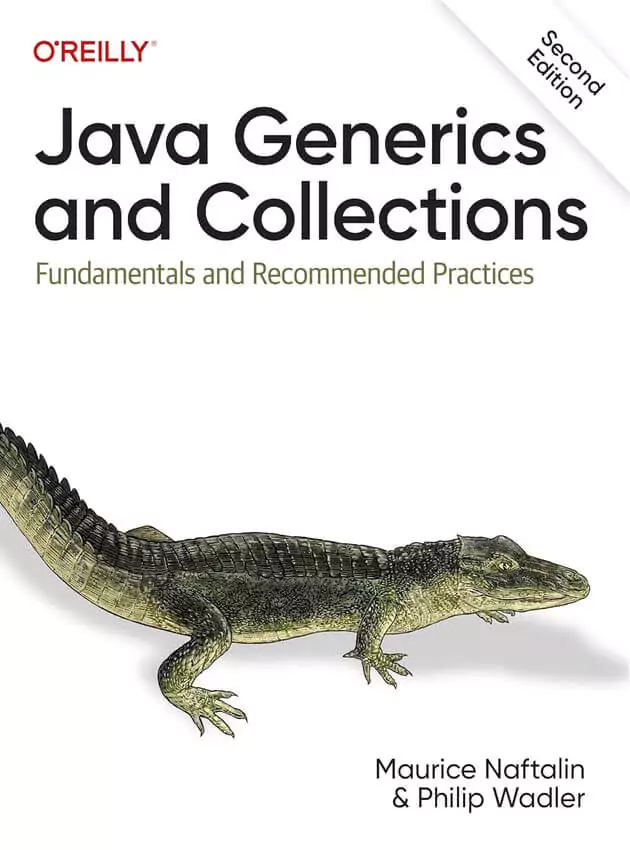 O'REILLY®
Second
Edition
Java Generics
and Collections
Fundamentals and Recommended Practices
Maurice Naftalin
& Philip Wadler